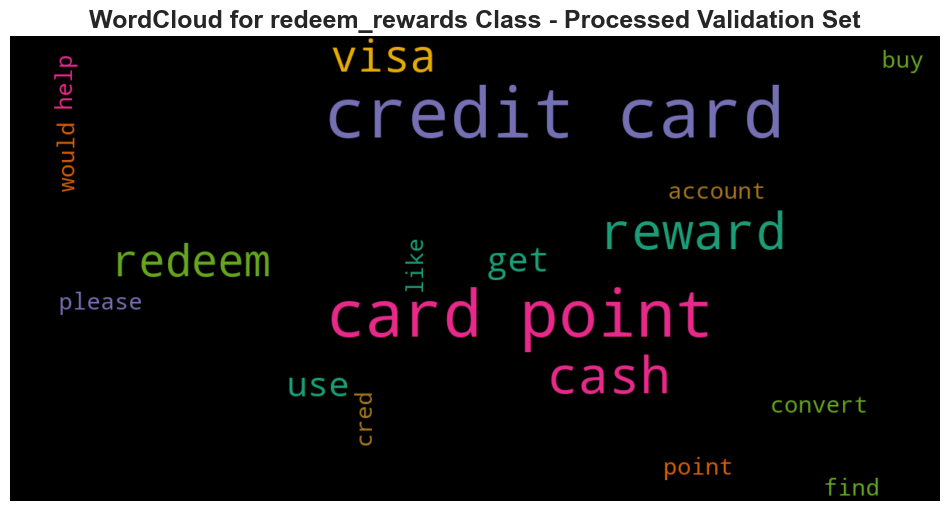 WordCloud for redeem_rewards Class - Processed Validation Set
visa
buy
help
credit card
would
account
reward
redeem
like
get
please
card point
cash
use
cred
convert
point
find